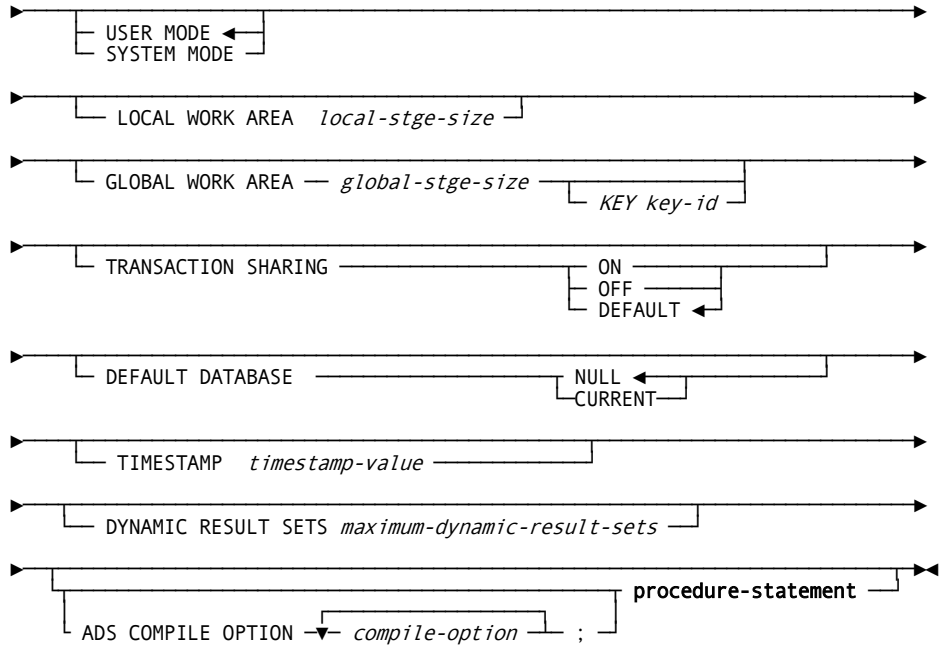 USER MODE
SYSTEM MODE
LOCAL WORK AREA local-stge-size
GLOBAL WORK AREA global-stge-size
KEY key-id
TRANSACTION SHARING ON
OFF
DEFAULT
DEFAULT DATABASE NULL
CURRENT
TIMESTAMP timestamp-value
DYNAMIC RESULT SETS maximum-dynamic-result-sets
procedure-statement
ADS COMPILE OPTION compile-option ;